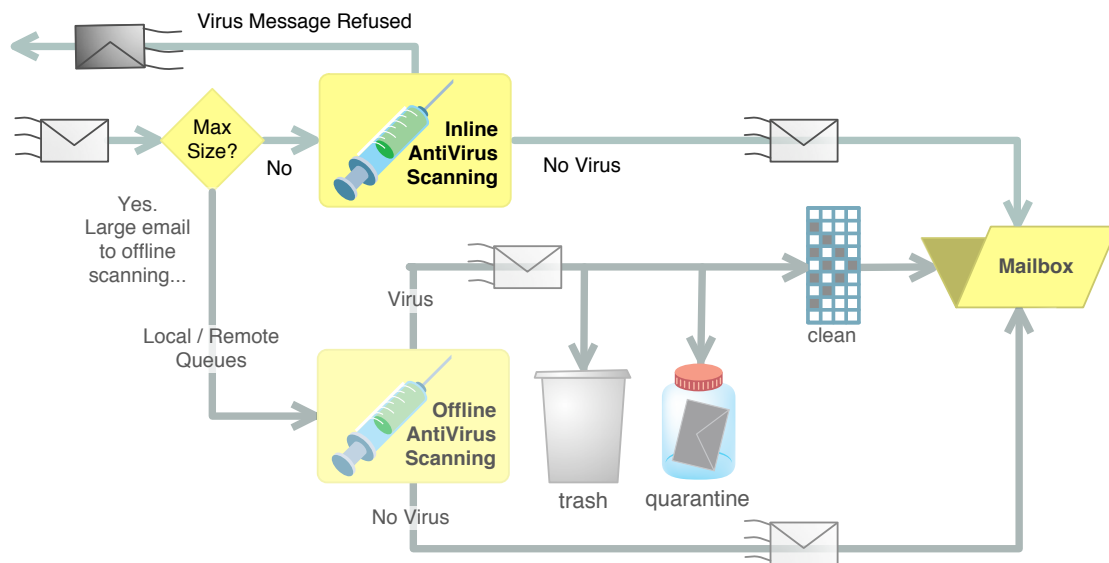 Virus Message Refused
Max
Size?
No
Inline
AntiVirus
Scanning
No Virus
Yes.
Large email
to offline
scanning...
Virus
Mailbox
clean
Local / Remote
Queues
Offline
AntiVirus
Scanning
trash
quarantine
No Virus